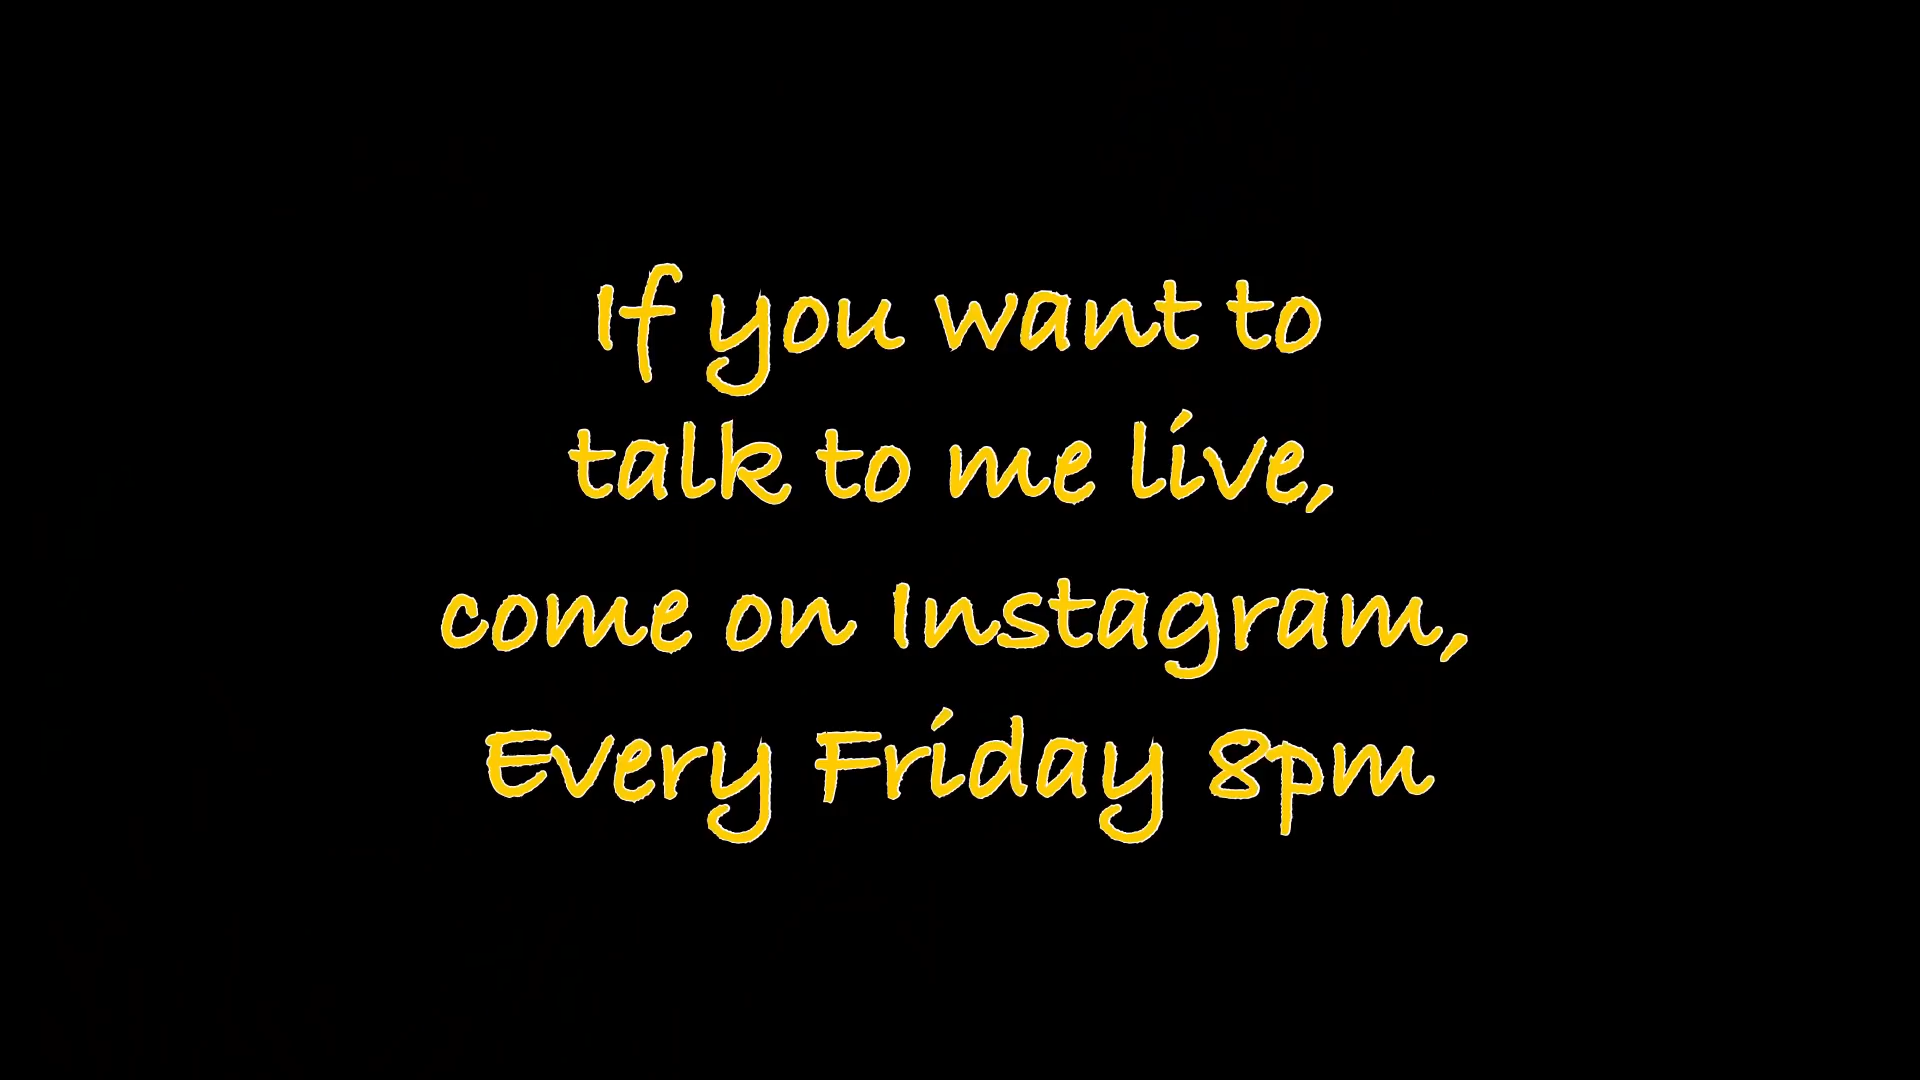 If you want to
talk to me live,
come on Instagram,
Every Friday 8pm